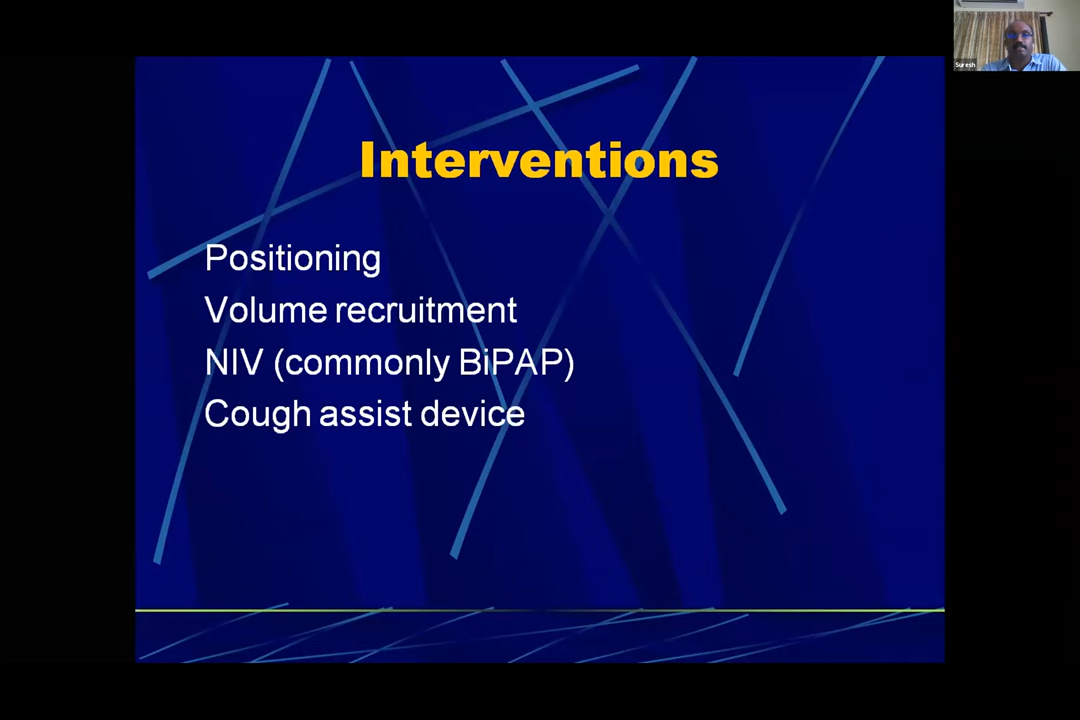 Interventions
Positioning
Volume recruitment
NIV (commonly BiPAP)
Cough assist device
Suresh